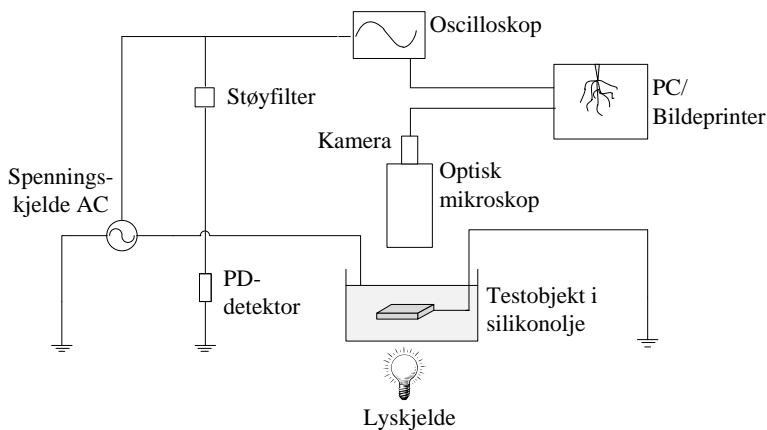 Oscilloskop
Støyfilter
PC/
Bildeprinter
Kamera
Optisk
mikroskop
Spennings-
kjelde AC
PD-
detektor
Testobjekt i
silikonolje
Lyskjelde